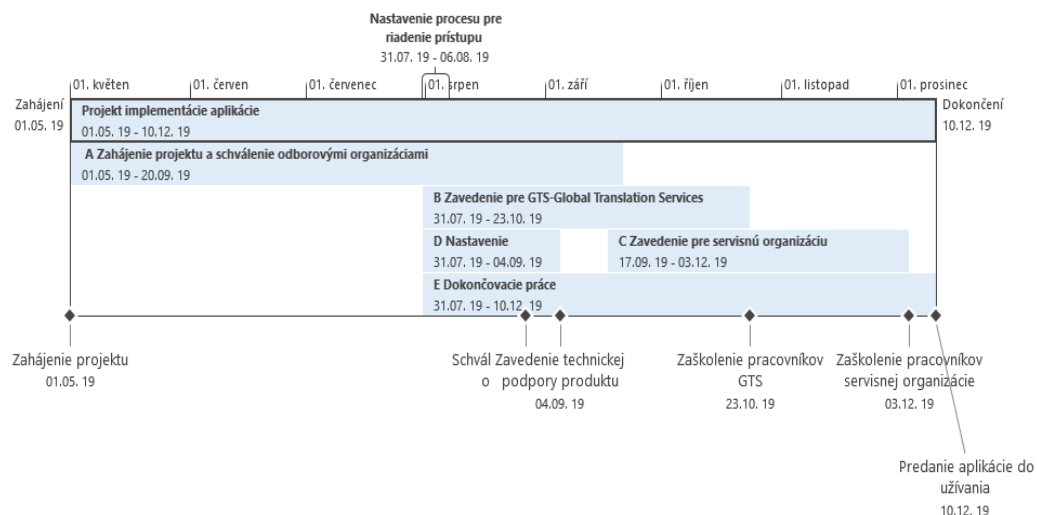 Nastavenie procesu pre
riadenie prístupu
31.07. 19 - 06.08. 19
01. květen
01. červen
01. červenec
01. srpen
01. září
01. říjen
01. listopad
01. prosinec
Zahájení
01.05. 19
Dokončení
10.12. 19
Projekt implementácie aplikácie
01.05. 19 - 10.12. 19
A Zahájenie projektu a schválenie odborovými organizáciami
01.05. 19 - 20.09. 19
B Zavedenie pre GTS-Global Translation Services
31.07. 19 - 23.10. 19
D Nastavenie
31.07. 19 - 04.09. 19
C Zavedenie pre servisnú organizáciu
17.09. 19 - 03.12. 19
E Dokončovacie práce
31.07. 19 - 10.12. 19
Zahájenie projektu
01.05. 19
Schvál
o
Zavedenie technickej
podpory produktu
04.09. 19
Zaškolenie pracovníkov
GTS
23.10. 19
Zaškolenie pracovníkov
servisnej organizácie
03.12. 19
Predanie aplikácie do
užívania
10.12. 19